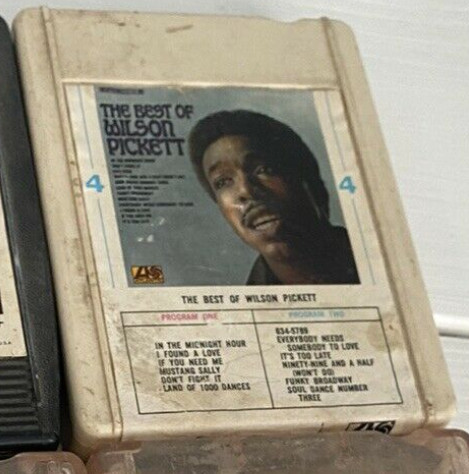 THE BEST OF
WILSON
PICKETT
4
4
THE BEST OF WILSON PICKETT
PROGRAM ONE
IN THE MIDNIGHT HOUR
I FOUND A LOVE
IF YOU NEED ME
MUSTANG SALLY
DON'T FIGHT IT
LAND OF 1000 DANCES
PROGRAM TWO
634-5789
EVERYBODY NEEDS
SOMEBODY TO LOVE
IT'S TOO LATE
NINETY-NINE AND A HALF
(WON'T DO)
FUNKY BROADWAY
SOUL DANCE NUMBER
THREE